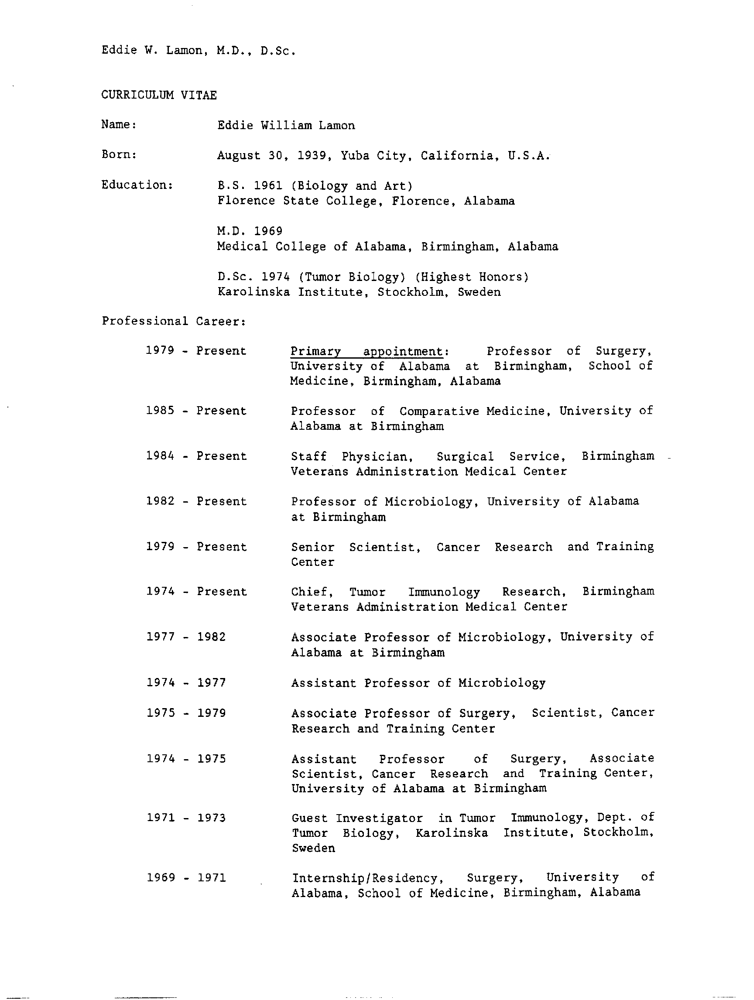 Eddie W. Lamon, M.D., D.Sc.
CURRICULUM VITAE
Name: Eddie William Lamon
Born: August 30, 1939, Yuba City, California, U.S.A.
Education: B.S. 1961 (Biology and Art)
Florence State College, Florence, Alabama
M.D. 1969
Medical College of Alabama, Birmingham, Alabama
D.Sc. 1974 (Tumor Biology) (Highest Honors)
Karolinska Institute, Stockholm, Sweden
Professional Career:
1979 - Present Primary appointment: Professor of Surgery,
University of Alabama at Birmingham, School of
Medicine, Birmingham, Alabama
1985 - Present Professor of Comparative Medicine, University of
Alabama at Birmingham
1984 - Present Staff Physician, Surgical Service, Birmingham
Veterans Administration Medical Center
1982 - Present Professor of Microbiology, University of Alabama
at Birmingham
1979 - Present Senior Scientist, Cancer Research and Training
Center
1974 - Present Chief, Tumor Immunology Research, Birmingham
Veterans Administration Medical Center
1977 - 1982 Associate Professor of Microbiology, University of
Alabama at Birmingham
1974 - 1977 Assistant Professor of Microbiology
1975 - 1979 Associate Professor of Surgery, Scientist, Cancer
Research and Training Center
1974 - 1975 Assistant Professor of Surgery, Associate
Scientist, Cancer Research and Training Center,
University of Alabama at Birmingham
1971 - 1973 Guest Investigator in Tumor Immunology, Dept. of
Tumor Biology, Karolinska Institute, Stockholm,
Sweden
1969 - 1971 Internship/Residency, Surgery, University of
Alabama, School of Medicine, Birmingham, Alabama